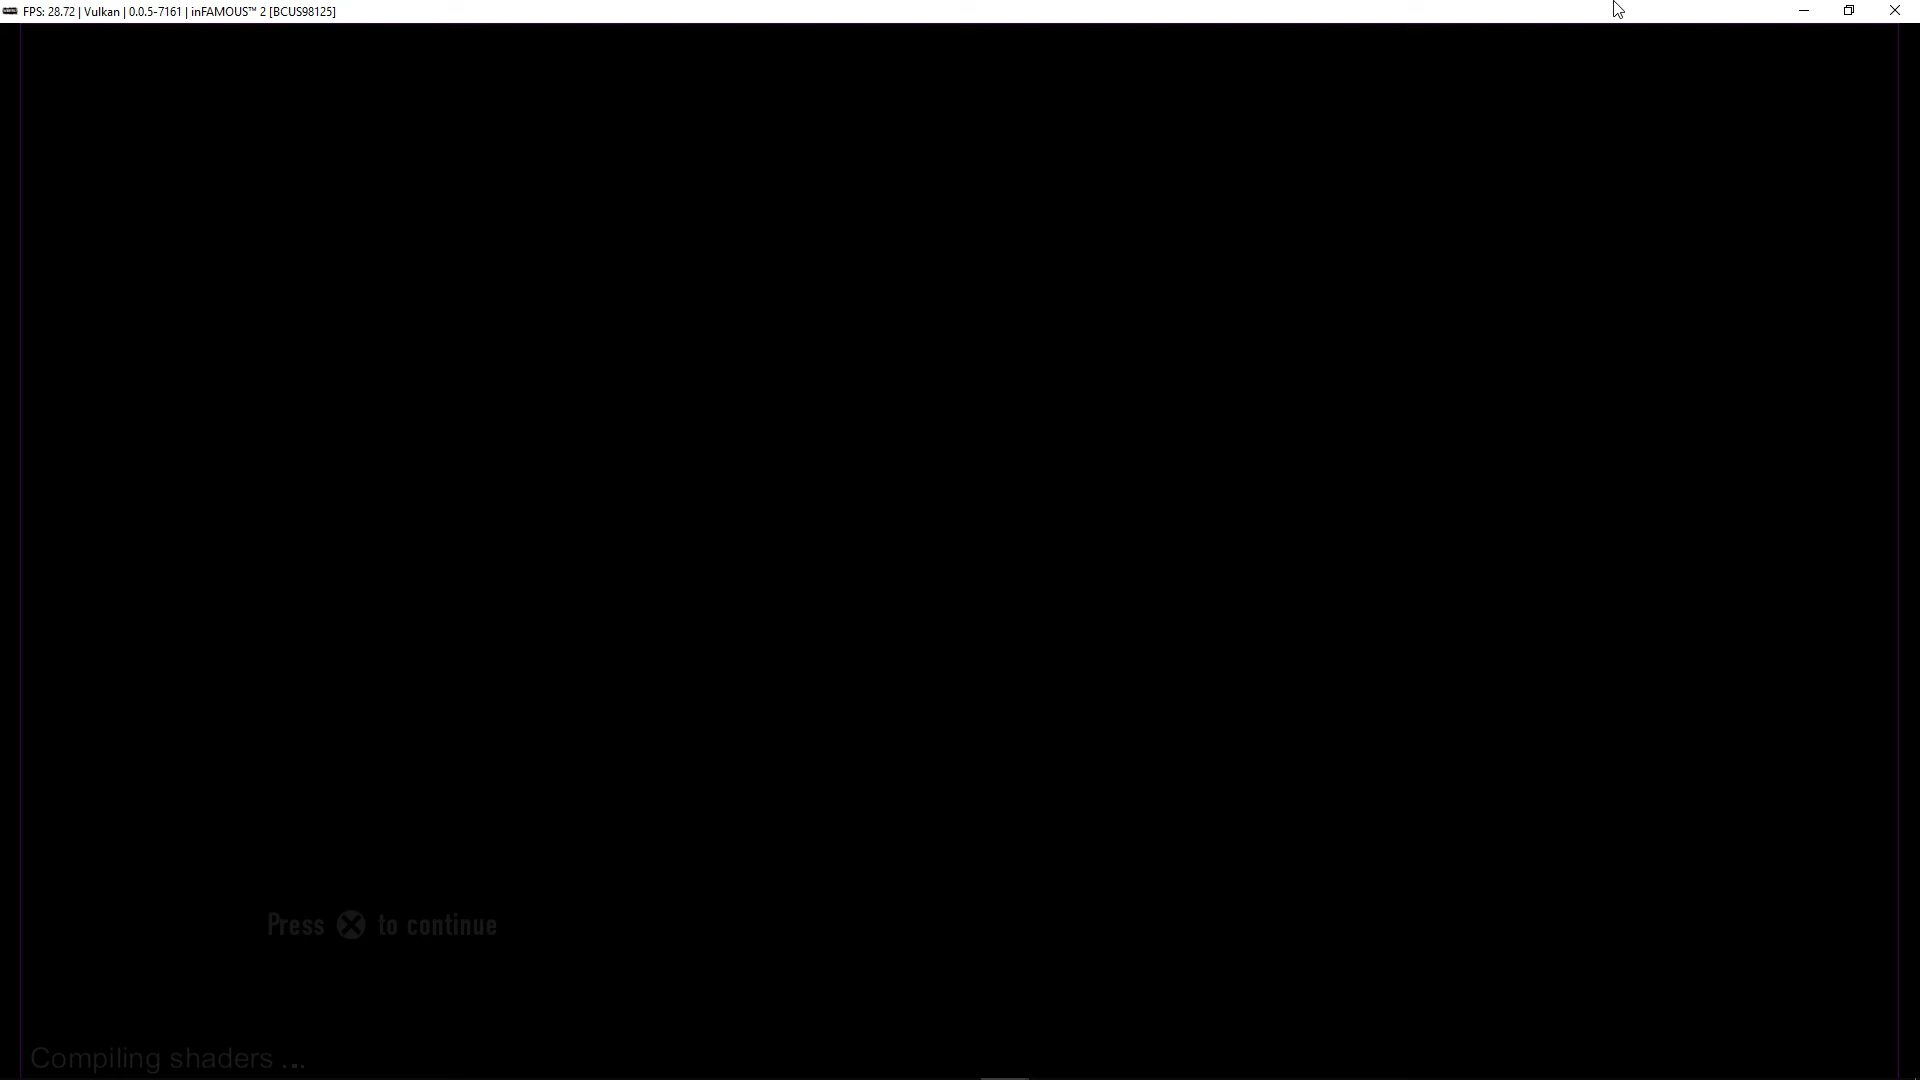 FPS: 28.72 | Vulkan | 0.0.5-7161 | inFAMOUS™ 2 [BCUS98125]
Press ⊗ to continue
Compiling shaders ...